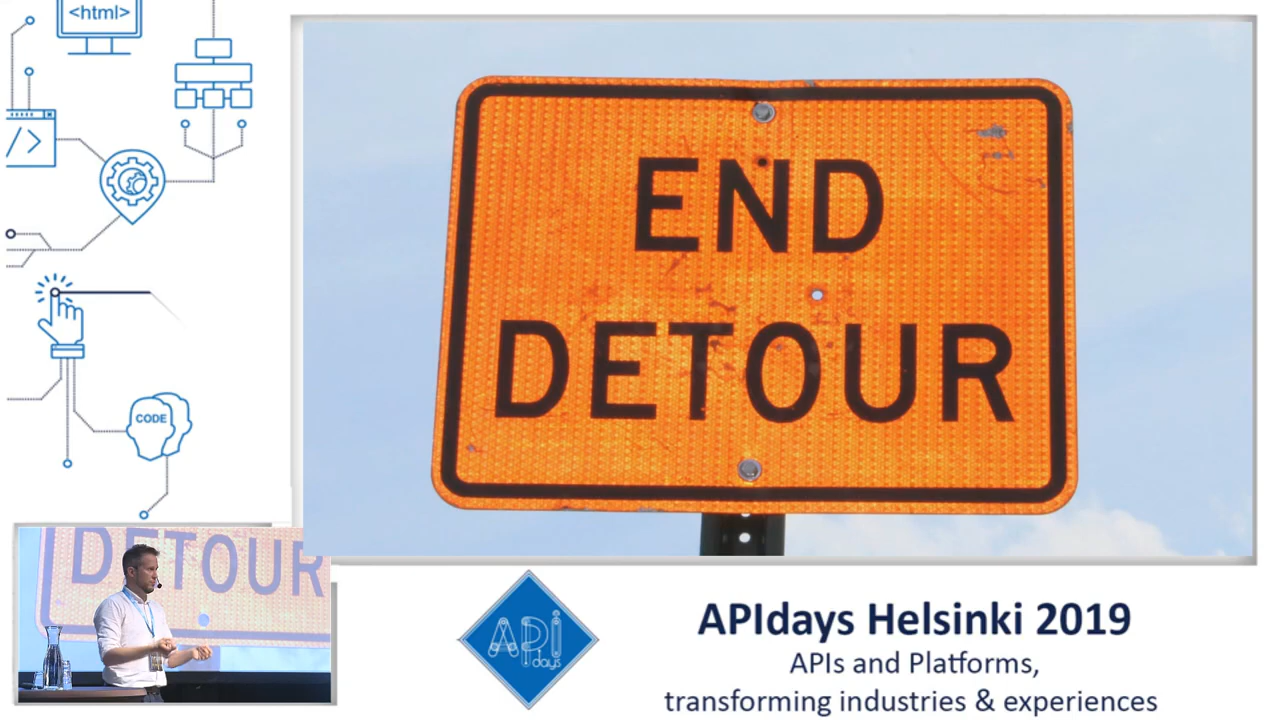 <html>
</>
CODE
END
DETOUR
DETOUR
API
days
APIdays Helsinki 2019
APIs and Platforms,
transforming industries & experiences